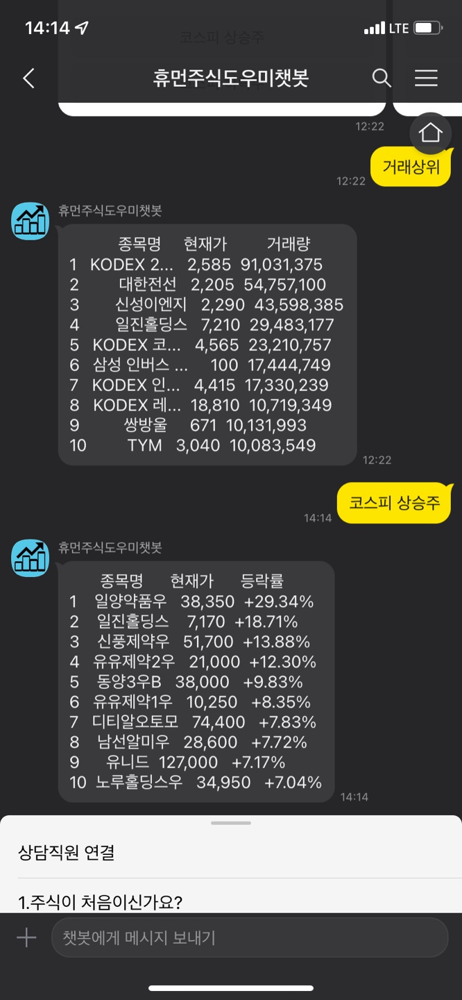 14:14
LTE
코스피 상승주
휴먼주식도우미챗봇
12:22
거래상위
12:22
휴먼주식도우미챗봇
종목명 현재가 거래량
1 KODEX 2... 2,585 91,031,375
2 대한전선 2,205 54,757,100
3 신성이엔지 2,290 43,598,385
4 일진홀딩스 7,210 29,483,177
5 KODEX 코... 4,565 23,210,757
6 삼성 인버스 ... 100 17,444,749
7 KODEX 인... 4,415 17,330,239
8 KODEX 레... 18,810 10,719,349
9 쌍방울 671 10,131,993
10 TYM 3,040 10,083,549
12:22
코스피 상승주
14:14
휴먼주식도우미챗봇
종목명 현재가 등락률
1 일양약품우 38,350 +29.34%
2 일진홀딩스 7,170 +18.71%
3 신풍제약우 51,700 +13.88%
4 유유제약2우 21,000 +12.30%
5 동양3우B 38,000 +9.83%
6 유유제약1우 10,250 +8.35%
7 디티알오토모 74,400 +7.83%
8 남선알미우 28,600 +7.72%
9 유니드 127,000 +7.17%
10 노루홀딩스우 34,950 +7.04%
14:14
상담직원 연결
1.주식이 처음이신가요?
챗봇에게 메시지 보내기